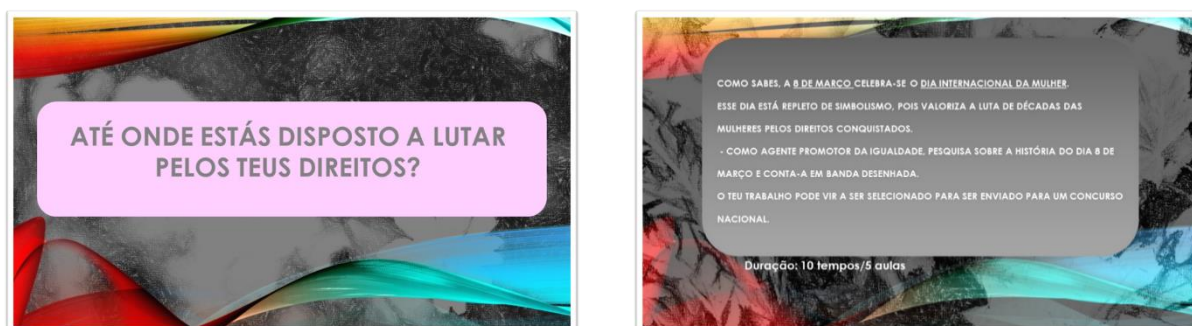 ATÉ ONDE ESTÁS DISPOSTO A LUTAR
PELOS TEUS DIREITOS?
COMO SABES, A 8 DE MARÇO CELEBRA-SE O DIA INTERNACIONAL DA MULHER.
ESSE DIA ESTÁ REPLETO DE SIMBOLISMO, POIS VALORIZA A LUTA DE DÉCADAS DAS
MULHERES PELOS DIREITOS CONQUISTADOS.
- COMO AGENTE PROMOTOR DA IGUALDADE, PESQUISA SOBRE A HISTÓRIA DO DIA 8 DE
MARÇO E CONTA-A EM BANDA DESENHADA.
O TEU TRABALHO PODE VIR A SER SELECIONADO PARA SER ENVIADO PARA UM CONCURSO
NACIONAL.
Duração: 10 tempos/5 aulas